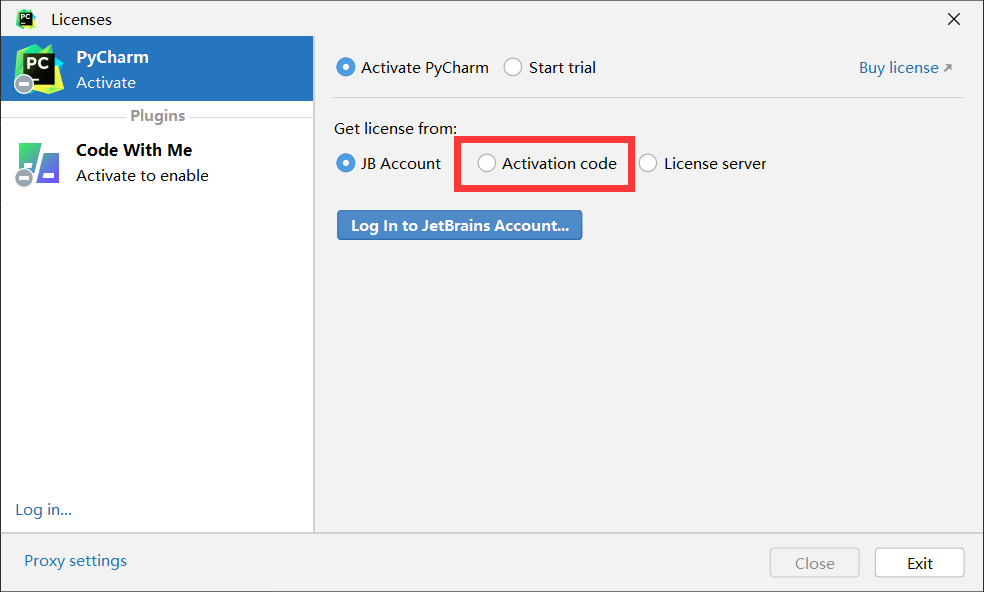 Licenses
PyCharm
Activate
Plugins
Code With Me
Activate to enable
Log in...
Activate PyCharm Start trial Buy license
Get license from:
JB Account Activation code License server
Log In to JetBrains Account...
Proxy settings
Close Exit
PC
PC